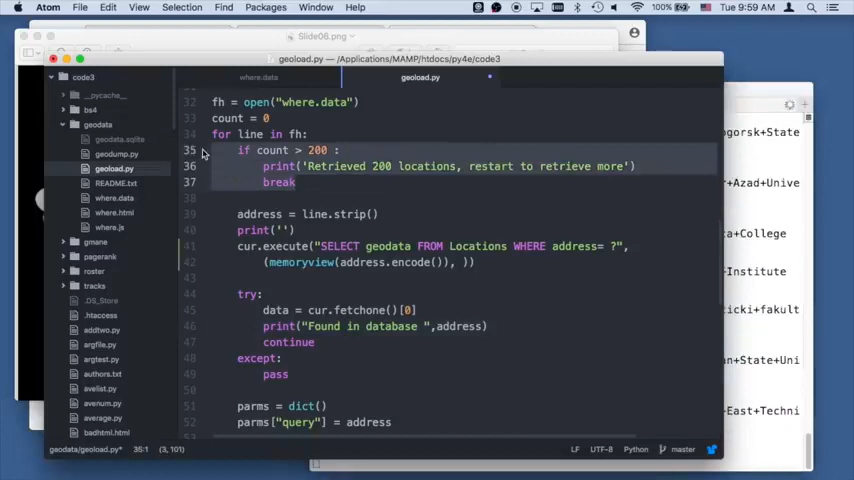 Atom File Edit View Selection Find Packages Window Help 100% Tue 9:59 AM
Slide06.png
geoload.py — /Applications/MAMP/htdocs/py4e/code3
code3
where.data
geoload.py
__pycache__
bs4
geodata
geodata.sqlite
geodump.py
geoload.py
README.txt
where.data
where.html
where.js
gmane
pagerank
roster
tracks
.DS_Store
.htaccess
addtwo.py
argfile.py
argtest.py
authors.txt
avelist.py
avenum.py
average.py
badhtml.html
32 fh = open("where.data")
33 count = 0
34 for line in fh:
35 if count > 200 :
36 print('Retrieved 200 locations, restart to retrieve more')
37 break
38
39 address = line.strip()
40 print('')
41 cur.execute("SELECT geodata FROM Locations WHERE address= ?",
42 (memoryview(address.encode()), ))
43
44 try:
45 data = cur.fetchone()[0]
46 print("Found in database ",address)
47 continue
48 except:
49 pass
50
51 parms = dict()
52 parms["query"] = address
geodata/geoload.py* 35:1 (3, 101) LF UTF-8 Python master
ogorsk+State
r+Azad+Unive
ta+College
+Institute
ticki+fakult
an+State+Uni
+East+Techni